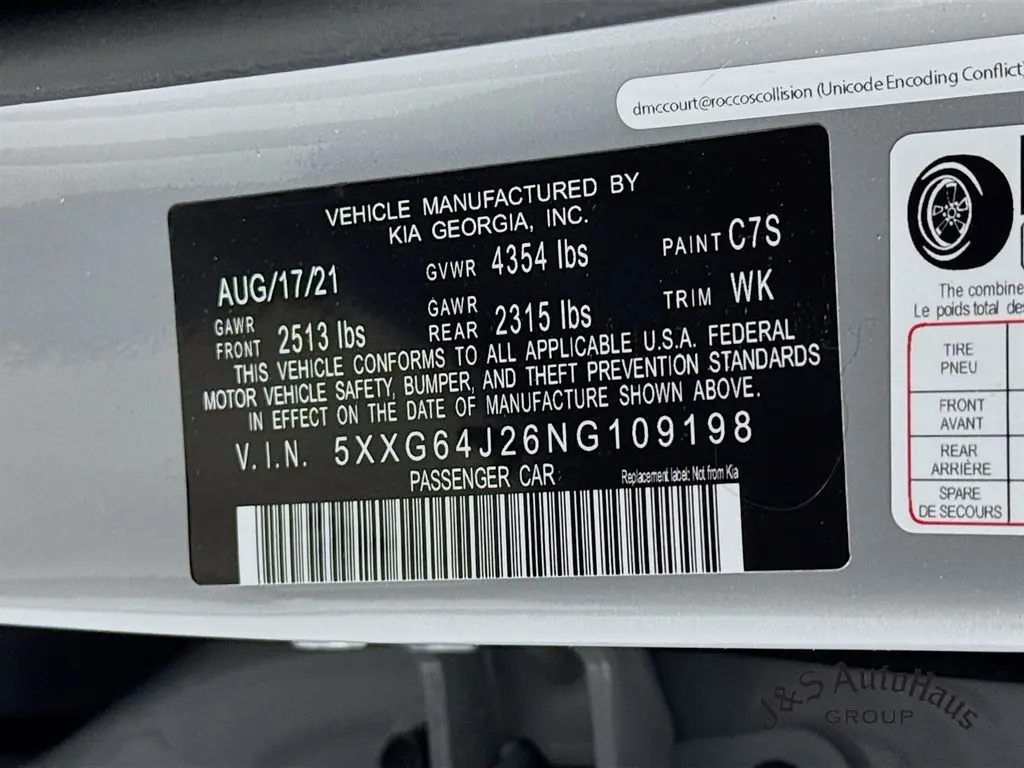 dmccourt@roccoscollision (Unicode Encoding Conflict)
VEHICLE MANUFACTURED BY
KIA GEORGIA, INC.
AUG/17/21
GVWR 4354 lbs
PAINT C7S
GAWR FRONT 2513 lbs
GAWR REAR 2315 lbs
TRIM WK
THIS VEHICLE CONFORMS TO ALL APPLICABLE U.S.A. FEDERAL
MOTOR VEHICLE SAFETY, BUMPER, AND THEFT PREVENTION STANDARDS
IN EFFECT ON THE DATE OF MANUFACTURE SHOWN ABOVE.
V.I.N. 5XXG64J26NG109198
PASSENGER CAR
Replacement label: Not from Kia
The combine
Le poids total des
TIRE
PNEU
FRONT
AVANT
REAR
ARRIÈRE
SPARE
DE SECOURS
J&S AutoHaus
GROUP